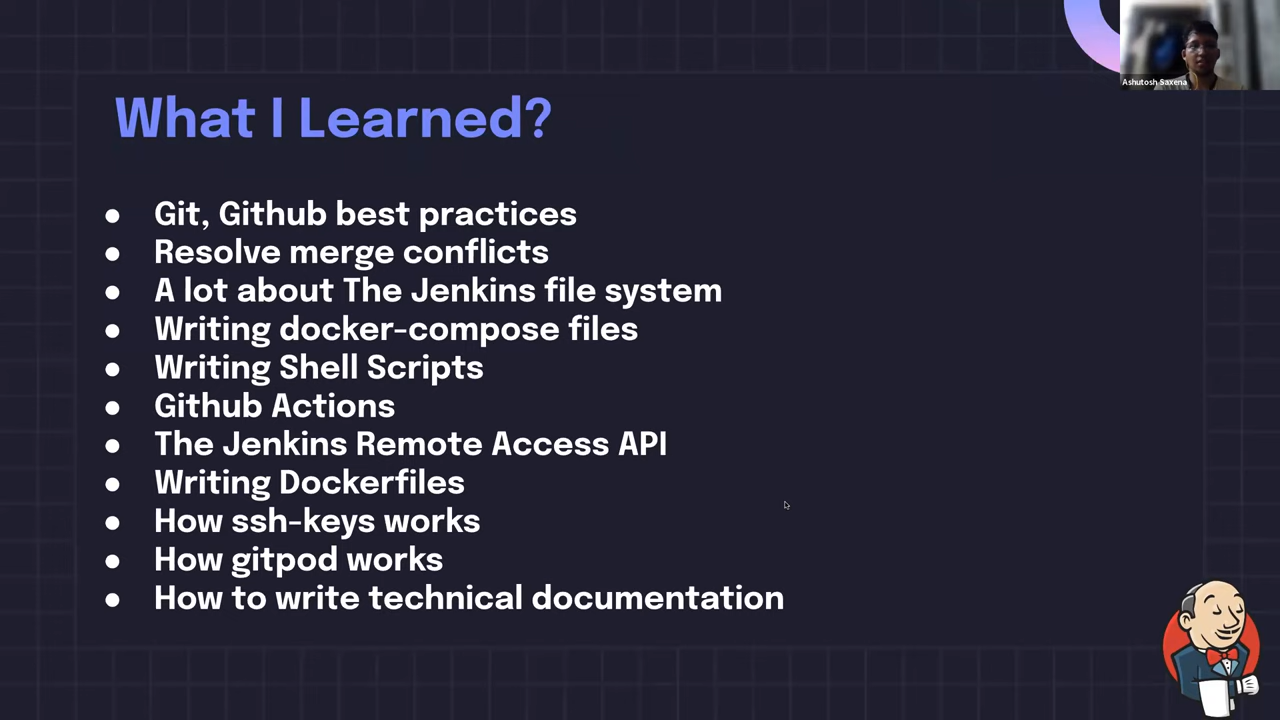 Ashutosh Saxena
What I Learned?
● Git, Github best practices
● Resolve merge conflicts
● A lot about The Jenkins file system
● Writing docker-compose files
● Writing Shell Scripts
● Github Actions
● The Jenkins Remote Access API
● Writing Dockerfiles
● How ssh-keys works
● How gitpod works
● How to write technical documentation